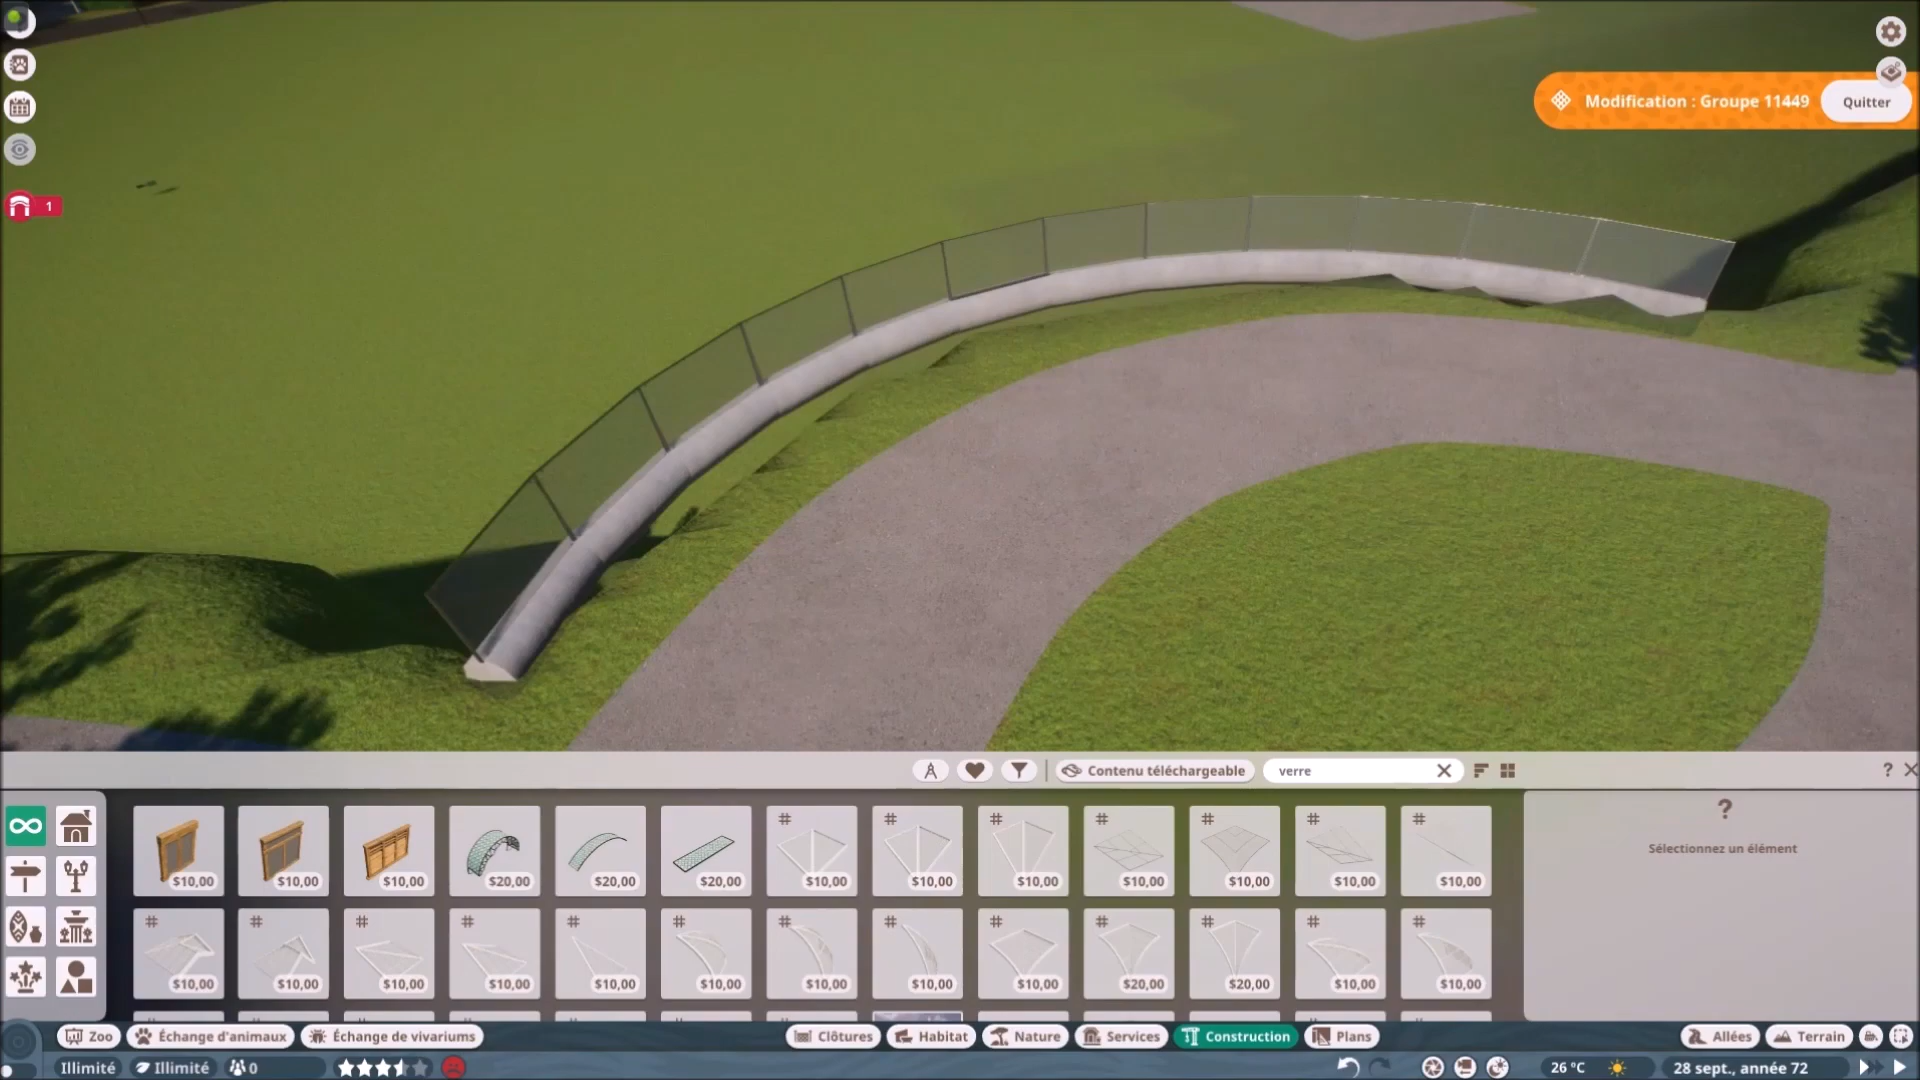 Modification : Groupe 11449
Quitter
1
Contenu téléchargeable
verre
?
?
Sélectionnez un élément
$10,00 $10,00 $10,00 $20,00 $20,00 $20,00 $10,00 $10,00 $10,00 $10,00 $10,00 $10,00 $10,00
$10,00 $10,00 $10,00 $10,00 $10,00 $10,00 $10,00 $10,00 $10,00 $20,00 $20,00 $10,00 $10,00
Zoo
Échange d'animaux
Échange de vivariums
Clôtures
Habitat
Nature
Services
Construction
Plans
Allées
Terrain
Illimité
Illimité
0
26 °C
28 sept., année 72